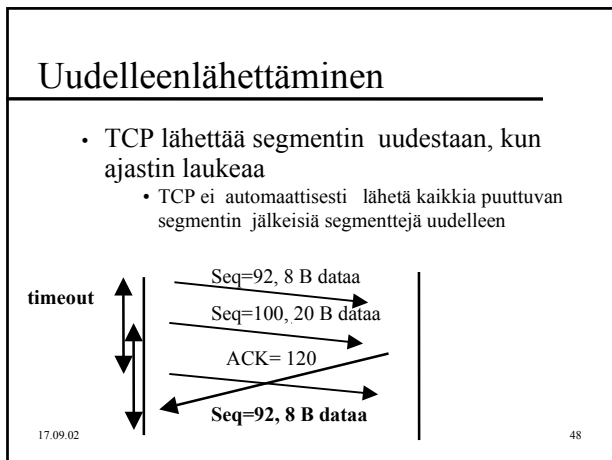 Uudelleenlähettäminen
• TCP lähettää segmentin uudestaan, kun
ajastin laukeaa
• TCP ei automaattisesti lähetä kaikkia puuttuvan
segmentin jälkeisiä segmenttejä uudelleen
Seq=92, 8 B dataa
timeout
Seq=100, 20 B dataa
ACK= 120
Seq=92, 8 B dataa
17.09.02
48